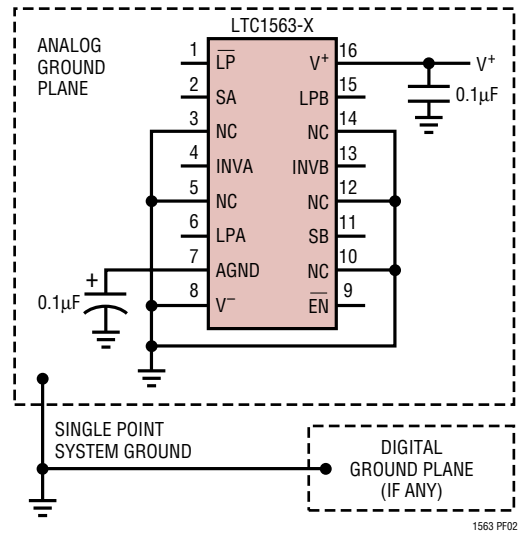 LTC1563-X
ANALOG
GROUND
PLANE
1 LP V+ 16
2 SA LPB 15
3 NC NC 14
4 INVA INVB 13
5 NC NC 12
6 LPA SB 11
7 AGND NC 10
8 V– EN 9
V+
0.1µF
+
0.1µF
SINGLE POINT
SYSTEM GROUND
DIGITAL
GROUND PLANE
(IF ANY)
1563 PF02